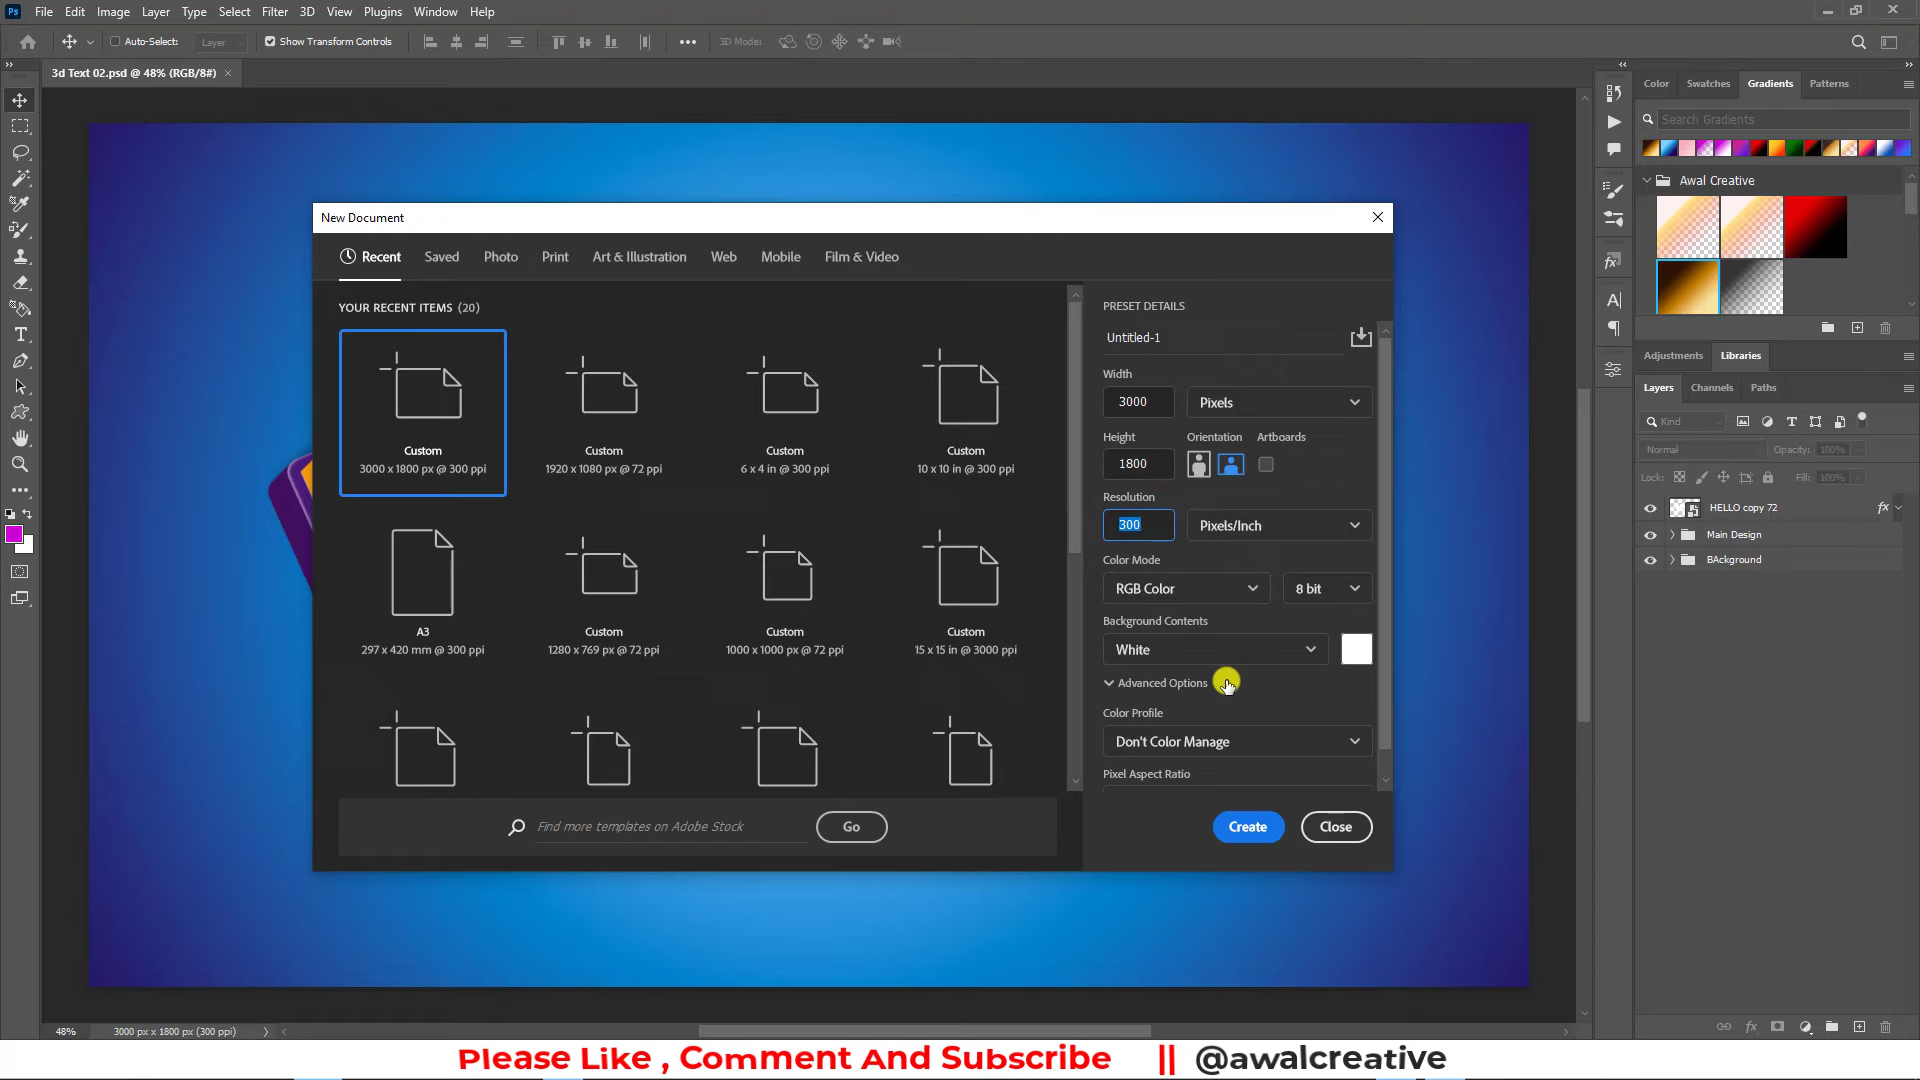 Ps File Edit Image Layer Type Select Filter 3D View Plugins Window Help
Auto-Select: Layer Show Transform Controls 3D Mode:
3d Text 02.psd @ 48% (RGB/8#)
Color Swatches Gradients Patterns
Search Gradients
Awal Creative
New Document
Recent Saved Photo Print Art & Illustration Web Mobile Film & Video
YOUR RECENT ITEMS (20)
Custom Custom Custom Custom
3000 x 1800 px @ 300 ppi 1920 x 1080 px @ 72 ppi 6 x 4 in @ 300 ppi 10 x 10 in @ 300 ppi
A3 Custom Custom Custom
297 x 420 mm @ 300 ppi 1280 x 769 px @ 72 ppi 1000 x 1000 px @ 72 ppi 15 x 15 in @ 3000 ppi
Find more templates on Adobe Stock Go
PRESET DETAILS
Untitled-1
Width
3000 Pixels
Height Orientation Artboards
1800
Resolution
300 Pixels/Inch
Color Mode
RGB Color 8 bit
Background Contents
White
Advanced Options
Color Profile
Don't Color Manage
Pixel Aspect Ratio
Create Close
Adjustments Libraries
Layers Channels Paths
Kind
Normal Opacity: 100%
Lock: Fill: 100%
HELLO copy 72 fx
Main Design
BAckground
48% 3000 px x 1800 px (300 ppi)
Please Like , Comment And Subscribe || @awalcreative